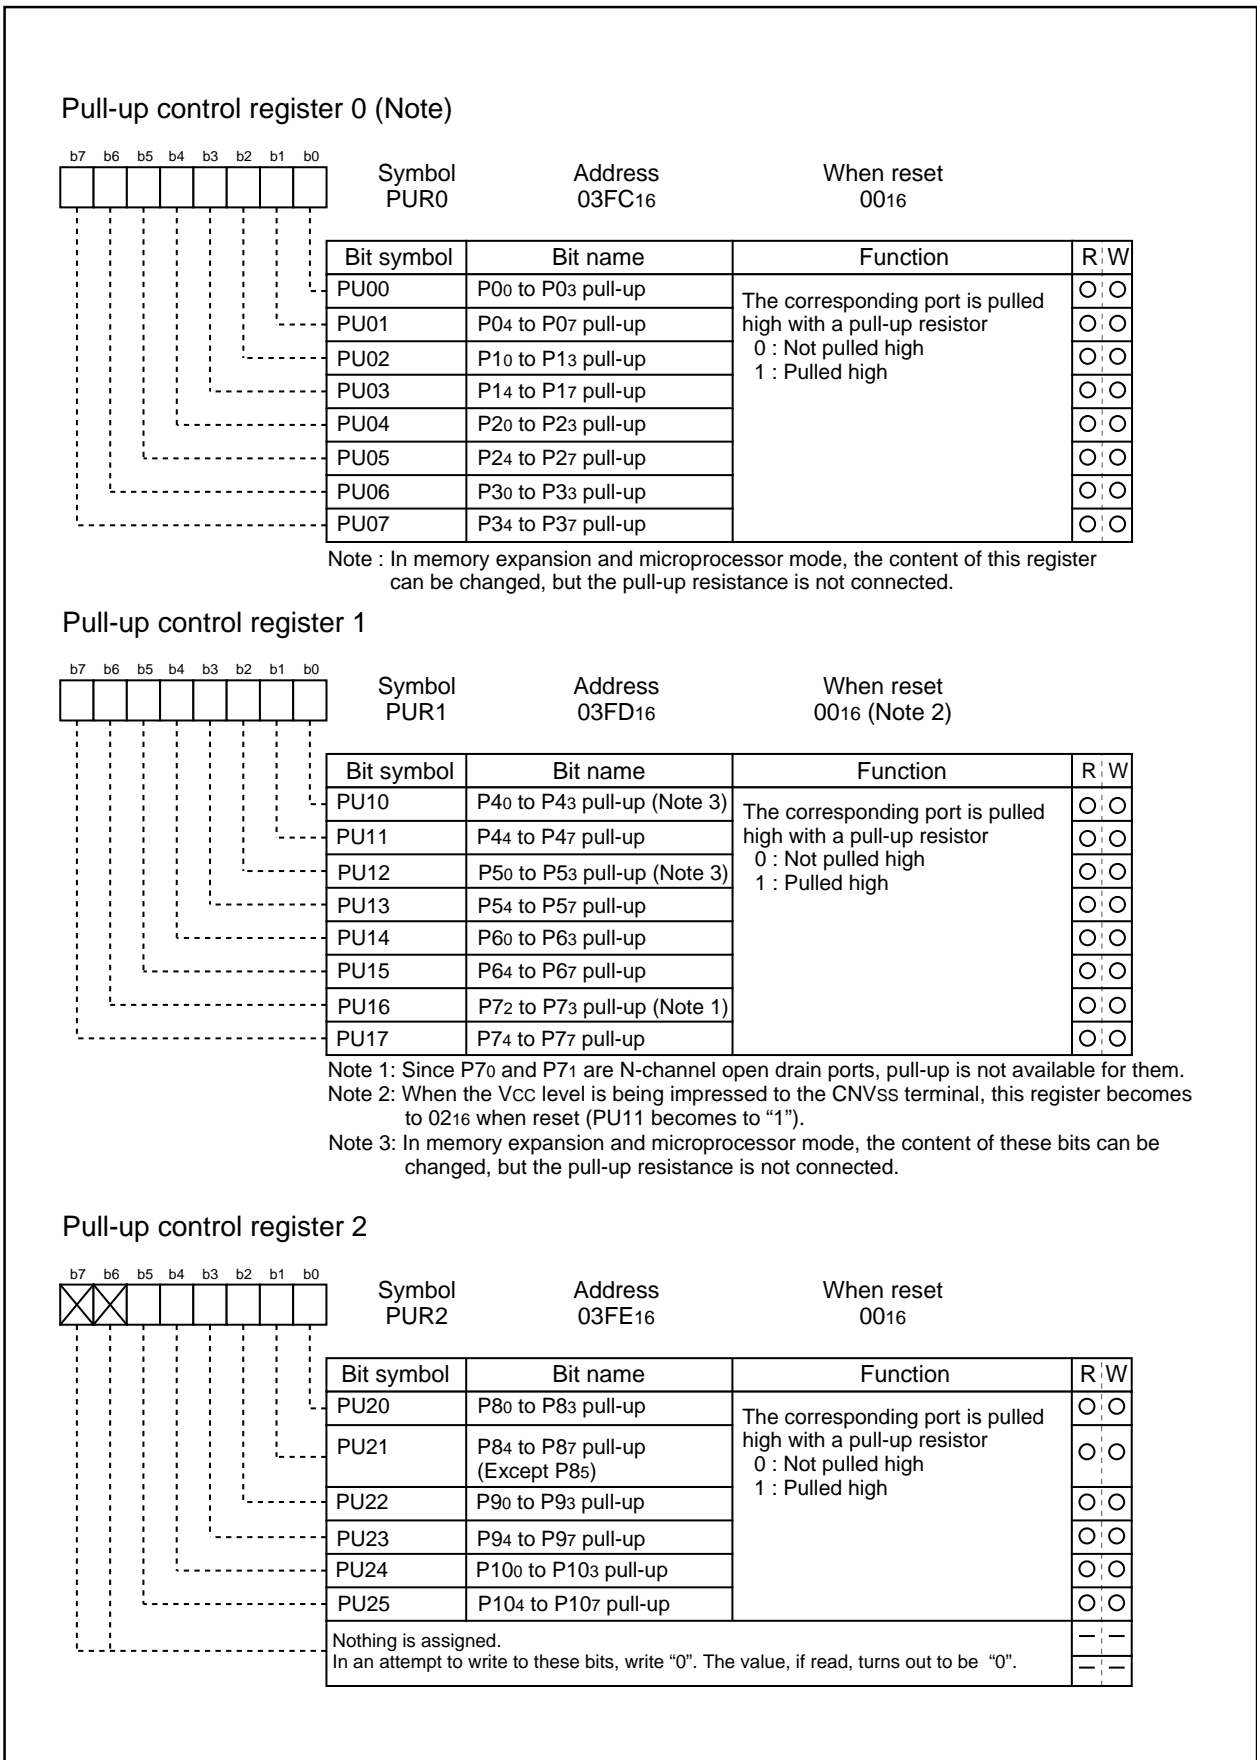 Pull-up control register 0 (Note)
b7 b6 b5 b4 b3 b2 b1 b0
Symbol Address When reset
PUR0 03FC16 0016
Bit symbol Bit name Function R W
PU00 P00 to P03 pull-up
The corresponding port is pulled
PU01 P04 to P07 pull-up high with a pull-up resistor
0 : Not pulled high
PU02 P10 to P13 pull-up
1 : Pulled high
PU03 P14 to P17 pull-up
PU04 P20 to P23 pull-up
PU05 P24 to P27 pull-up
PU06 P30 to P33 pull-up
PU07 P34 to P37 pull-up
Note : In memory expansion and microprocessor mode, the content of this register
can be changed, but the pull-up resistance is not connected.
Pull-up control register 1
b7 b6 b5 b4 b3 b2 b1 b0
Symbol Address When reset
PUR1 03FD16 0016 (Note 2)
Bit symbol Bit name Function R W
PU10 P40 to P43 pull-up (Note 3)
The corresponding port is pulled
PU11 P44 to P47 pull-up high with a pull-up resistor
0 : Not pulled high
PU12 P50 to P53 pull-up (Note 3)
1 : Pulled high
PU13 P54 to P57 pull-up
PU14 P60 to P63 pull-up
PU15 P64 to P67 pull-up
PU16 P72 to P73 pull-up (Note 1)
PU17 P74 to P77 pull-up
Note 1: Since P70 and P71 are N-channel open drain ports, pull-up is not available for them.
Note 2: When the VCC level is being impressed to the CNVSS terminal, this register becomes
to 0216 when reset (PU11 becomes to “1”).
Note 3: In memory expansion and microprocessor mode, the content of these bits can be
changed, but the pull-up resistance is not connected.
Pull-up control register 2
b7 b6 b5 b4 b3 b2 b1 b0
Symbol Address When reset
PUR2 03FE16 0016
Bit symbol Bit name Function R W
PU20 P80 to P83 pull-up
The corresponding port is pulled
PU21 P84 to P87 pull-up high with a pull-up resistor
(Except P85) 0 : Not pulled high
1 : Pulled high
PU22 P90 to P93 pull-up
PU23 P94 to P97 pull-up
PU24 P100 to P103 pull-up
PU25 P104 to P107 pull-up
Nothing is assigned.
In an attempt to write to these bits, write “0”. The value, if read, turns out to be “0”.